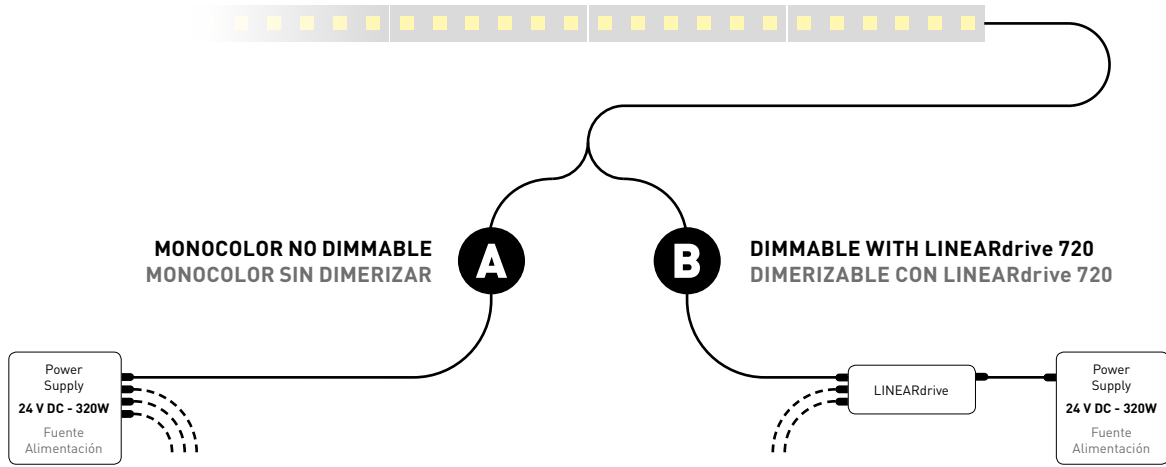 MONOCOLOR NO DIMMABLE
MONOCOLOR SIN DIMERIZAR
A
B
DIMMABLE WITH LINEARdrive 720
DIMERIZABLE CON LINEARdrive 720
Power
Supply
24 V DC - 320W
Fuente
Alimentación
LINEARdrive
Power
Supply
24 V DC - 320W
Fuente
Alimentación